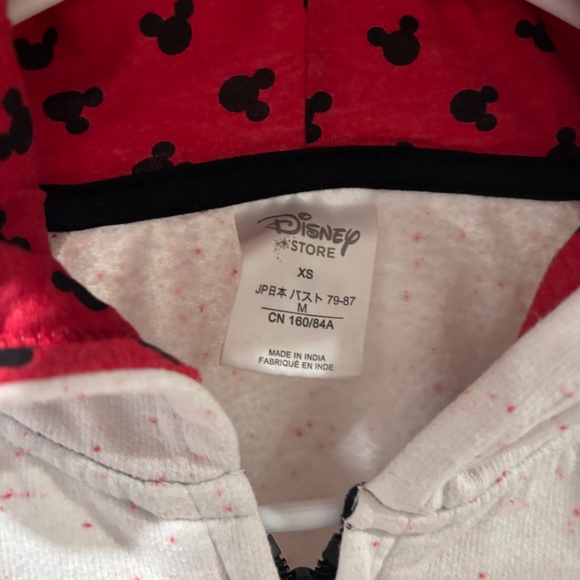 Disney
STORE
XS
JP日本 バスト 79-87
M
CN 160/84A
MADE IN INDIA
FABRIQUÉ EN INDE